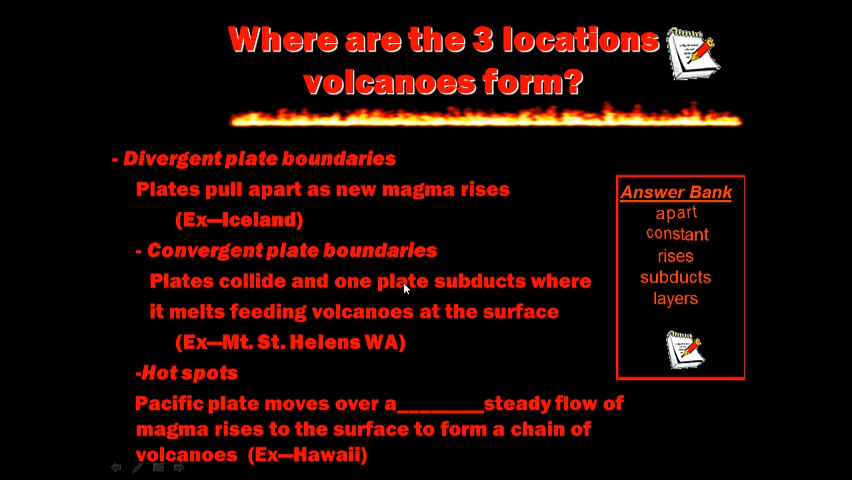 Where are the 3 locations
volcanoes form?
- Divergent plate boundaries
Plates pull apart as new magma rises
(Ex—Iceland)
- Convergent plate boundaries
Plates collide and one plate subducts where
it melts feeding volcanoes at the surface
(Ex—Mt. St. Helens WA)
-Hot spots
Pacific plate moves over a________steady flow of
magma rises to the surface to form a chain of
volcanoes (Ex—Hawaii)
Answer Bank
apart
constant
rises
subducts
layers